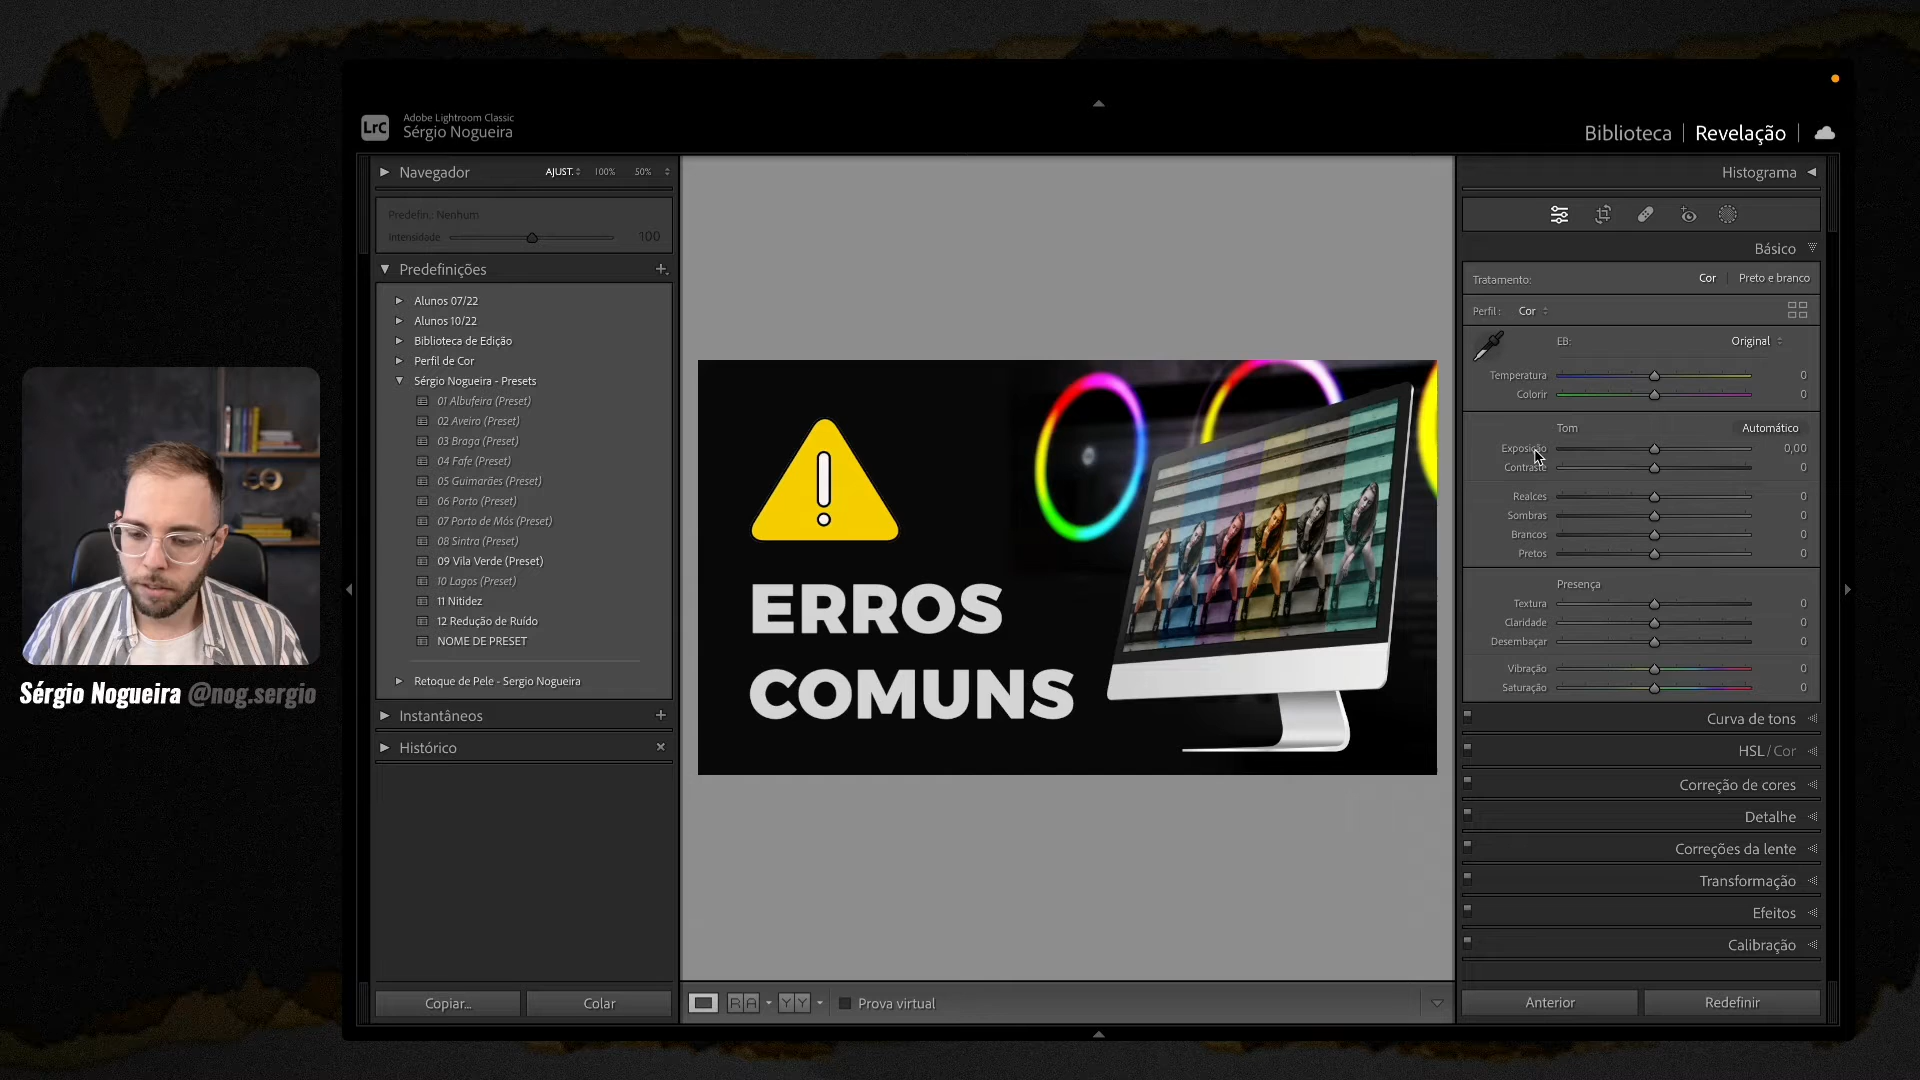 Adobe Lightroom Classic
LrC
Sérgio Nogueira
Biblioteca | Revelação
Navegador AJUST. 100% 50%
Predefin.: Nenhum
Intensidade 100
Predefinições
Alunos 07/22
Alunos 10/22
Biblioteca de Edição
Perfil de Cor
Sérgio Nogueira - Presets
01 Albufeira (Preset)
02 Aveiro (Preset)
03 Braga (Preset)
04 Fafe (Preset)
05 Guimarães (Preset)
06 Porto (Preset)
07 Porto de Mós (Preset)
08 Sintra (Preset)
09 Vila Verde (Preset)
10 Lagos (Preset)
11 Nitidez
12 Redução de Ruído
NOME DE PRESET
Retoque de Pele - Sergio Nogueira
Instantâneos
Histórico
Copiar... Colar
Sérgio Nogueira @nog.sergio
ERROS
COMUNS
R A Y Y Prova virtual
Histograma
Básico
Tratamento: Cor Preto e branco
Perfil: Cor
EB: Original
Temperatura 0
Colorir 0
Tom Automático
Exposição 0,00
Contraste 0
Realces 0
Sombras 0
Brancos 0
Pretos 0
Presença
Textura 0
Claridade 0
Desembaçar 0
Vibração 0
Saturação 0
Curva de tons
HSL / Cor
Correção de cores
Detalhe
Correções da lente
Transformação
Efeitos
Calibração
Anterior Redefinir